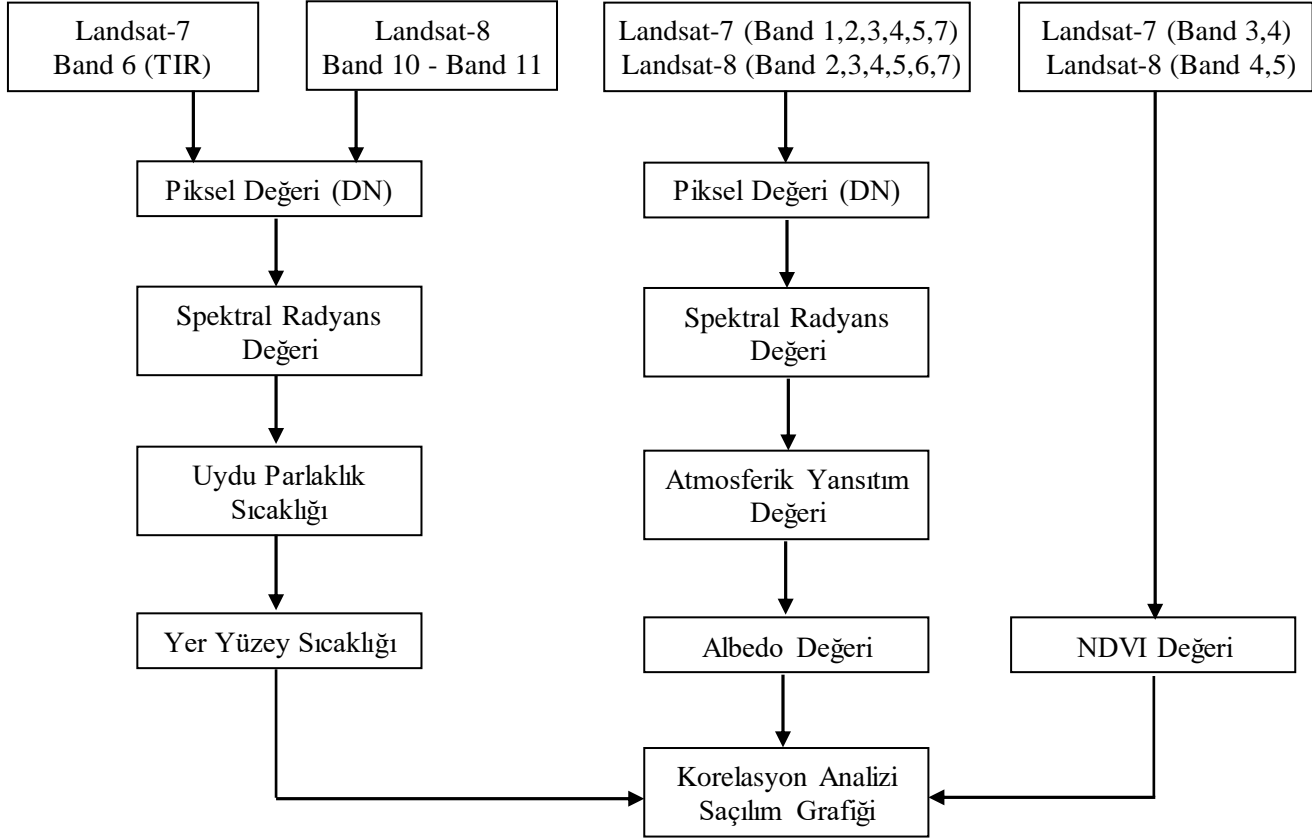 Landsat-7
Band 6 (TIR)
Landsat-8
Band 10 - Band 11
Landsat-7 (Band 1,2,3,4,5,7)
Landsat-8 (Band 2,3,4,5,6,7)
Landsat-7 (Band 3,4)
Landsat-8 (Band 4,5)
Piksel Değeri (DN)
Piksel Değeri (DN)
Spektral Radyans
Değeri
Spektral Radyans
Değeri
Uydu Parlaklık
Sıcaklığı
Atmosferik Yansıtım
Değeri
Yer Yüzey Sıcaklığı
Albedo Değeri
NDVI Değeri
Korelasyon Analizi
Saçılım Grafiği